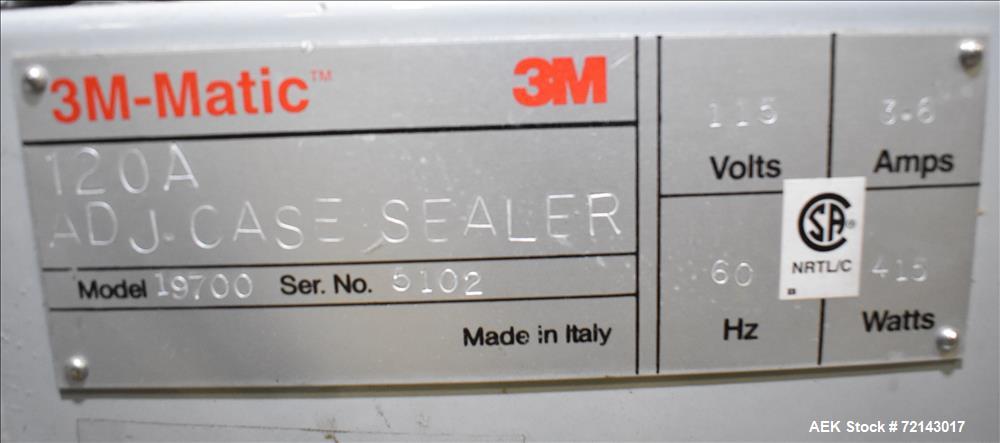 3M-Matic™
3M
120A
ADJ. CASE SEALER
Model 19700 Ser. No. 5102
Made in Italy
115
Volts
3.6
Amps
60
Hz
415
Watts
CSA®
NRTL/C
AEK Stock #72143017